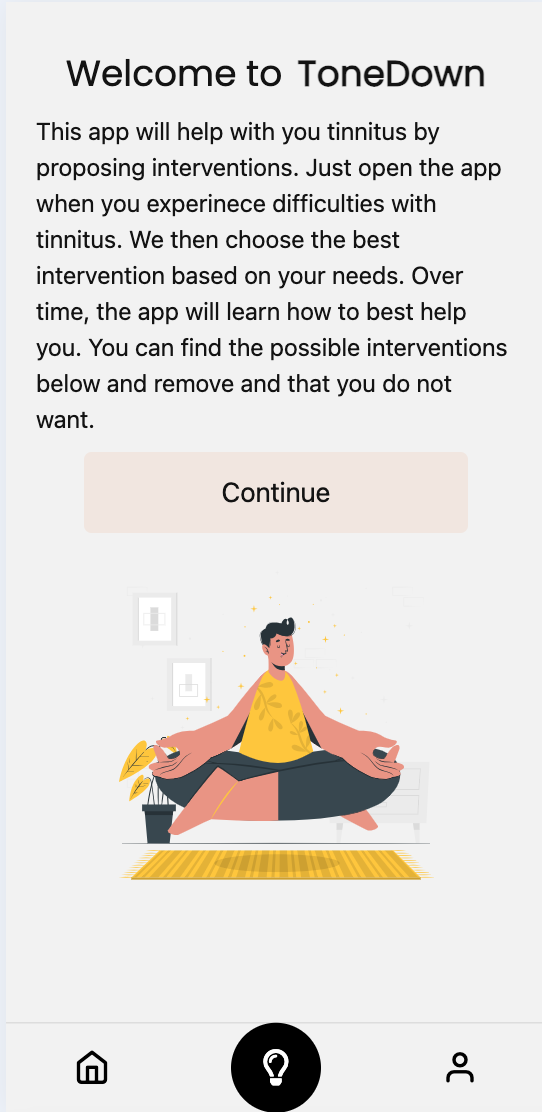 Welcome to ToneDown
This app will help with you tinnitus by
proposing interventions. Just open the app
when you experinece difficulties with
tinnitus. We then choose the best
intervention based on your needs. Over
time, the app will learn how to best help
you. You can find the possible interventions
below and remove and that you do not
want.
Continue